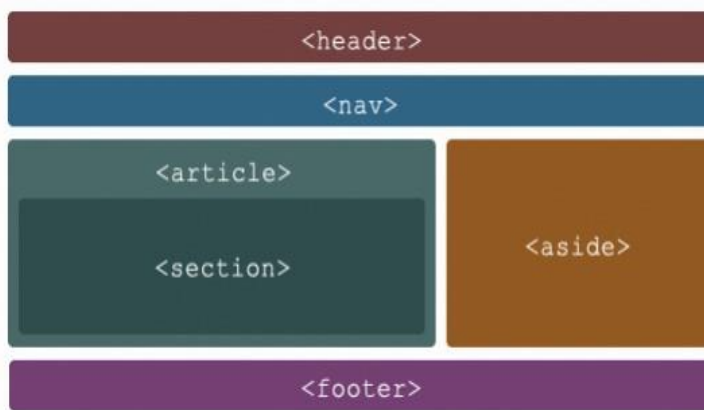 <header>
<nav>
<article>
<section>
<aside>
<footer>